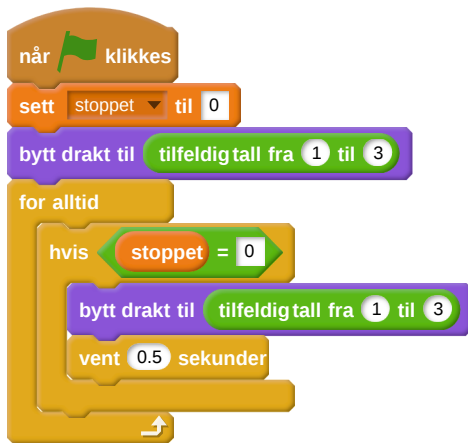 når klikkes
sett stoppet til 0
bytt drakt til tilfeldig tall fra 1 til 3
for alltid
hvis stoppet = 0
bytt drakt til tilfeldig tall fra 1 til 3
vent 0.5 sekunder